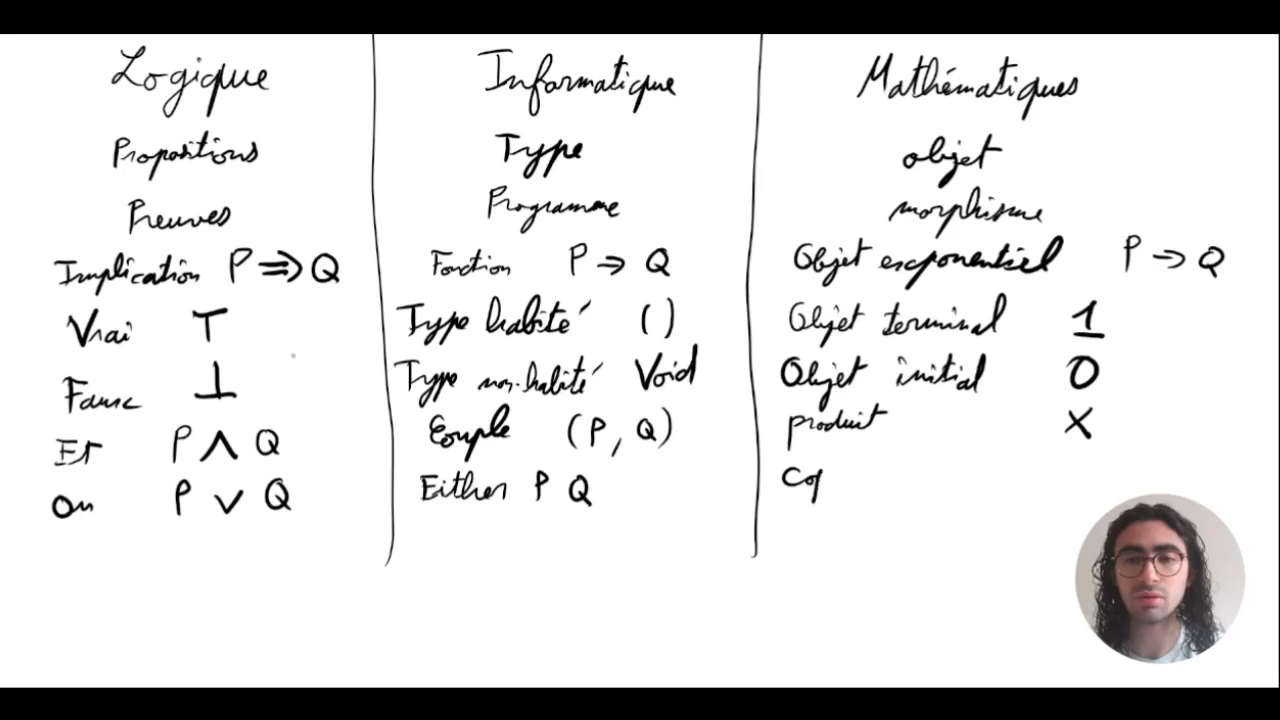 Logique Informatique Mathématiques
Propositions Type objet
Preuves Programme morphisme
Implication P ⇒ Q Fonction P → Q Objet exponentiel P → Q
Vrai ⊤ Type habité () Objet terminal 1
Faux ⊥ Type non-habité Void Objet initial 0
Et P ∧ Q Couple (P, Q) produit ×
Ou P ∨ Q Either P Q Cop